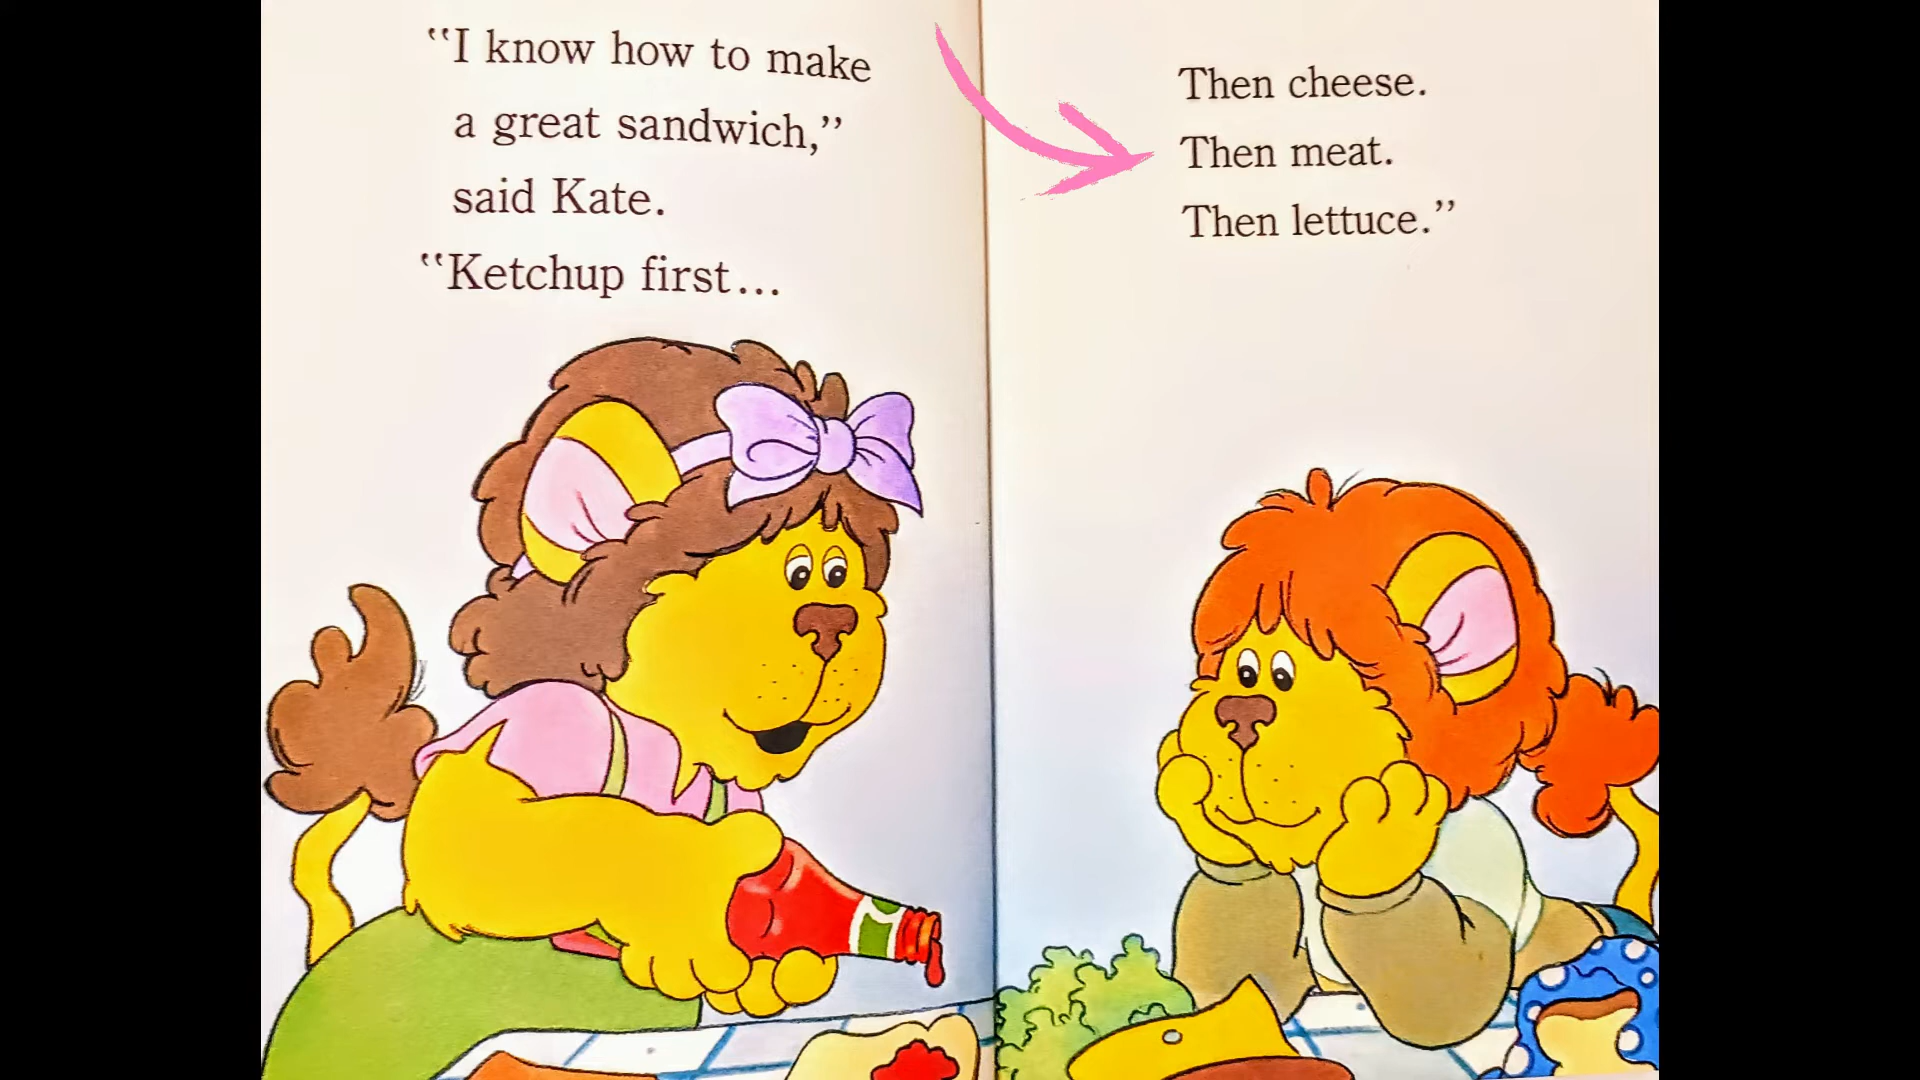 “I know how to make
a great sandwich,”
said Kate.
“Ketchup first...
Then cheese.
Then meat.
Then lettuce.”